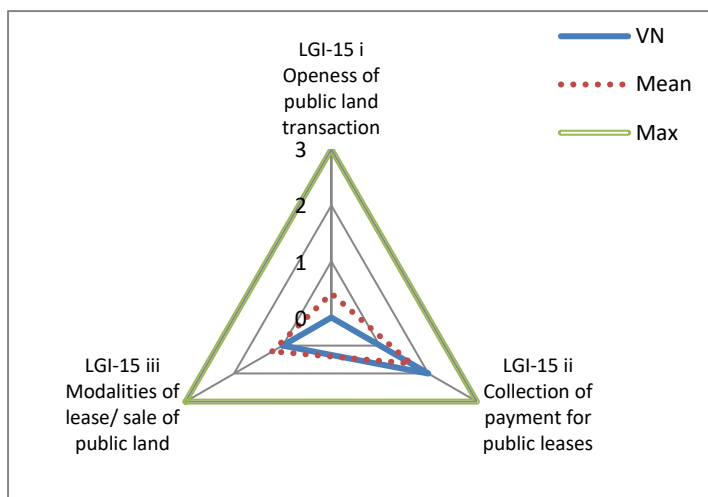 LGI-15 i
Openess of
public land
transaction
VN
Mean
Max
3
2
1
0
LGI-15 iii
Modalities of
lease/ sale of
public land
LGI-15 ii
Collection of
payment for
public leases